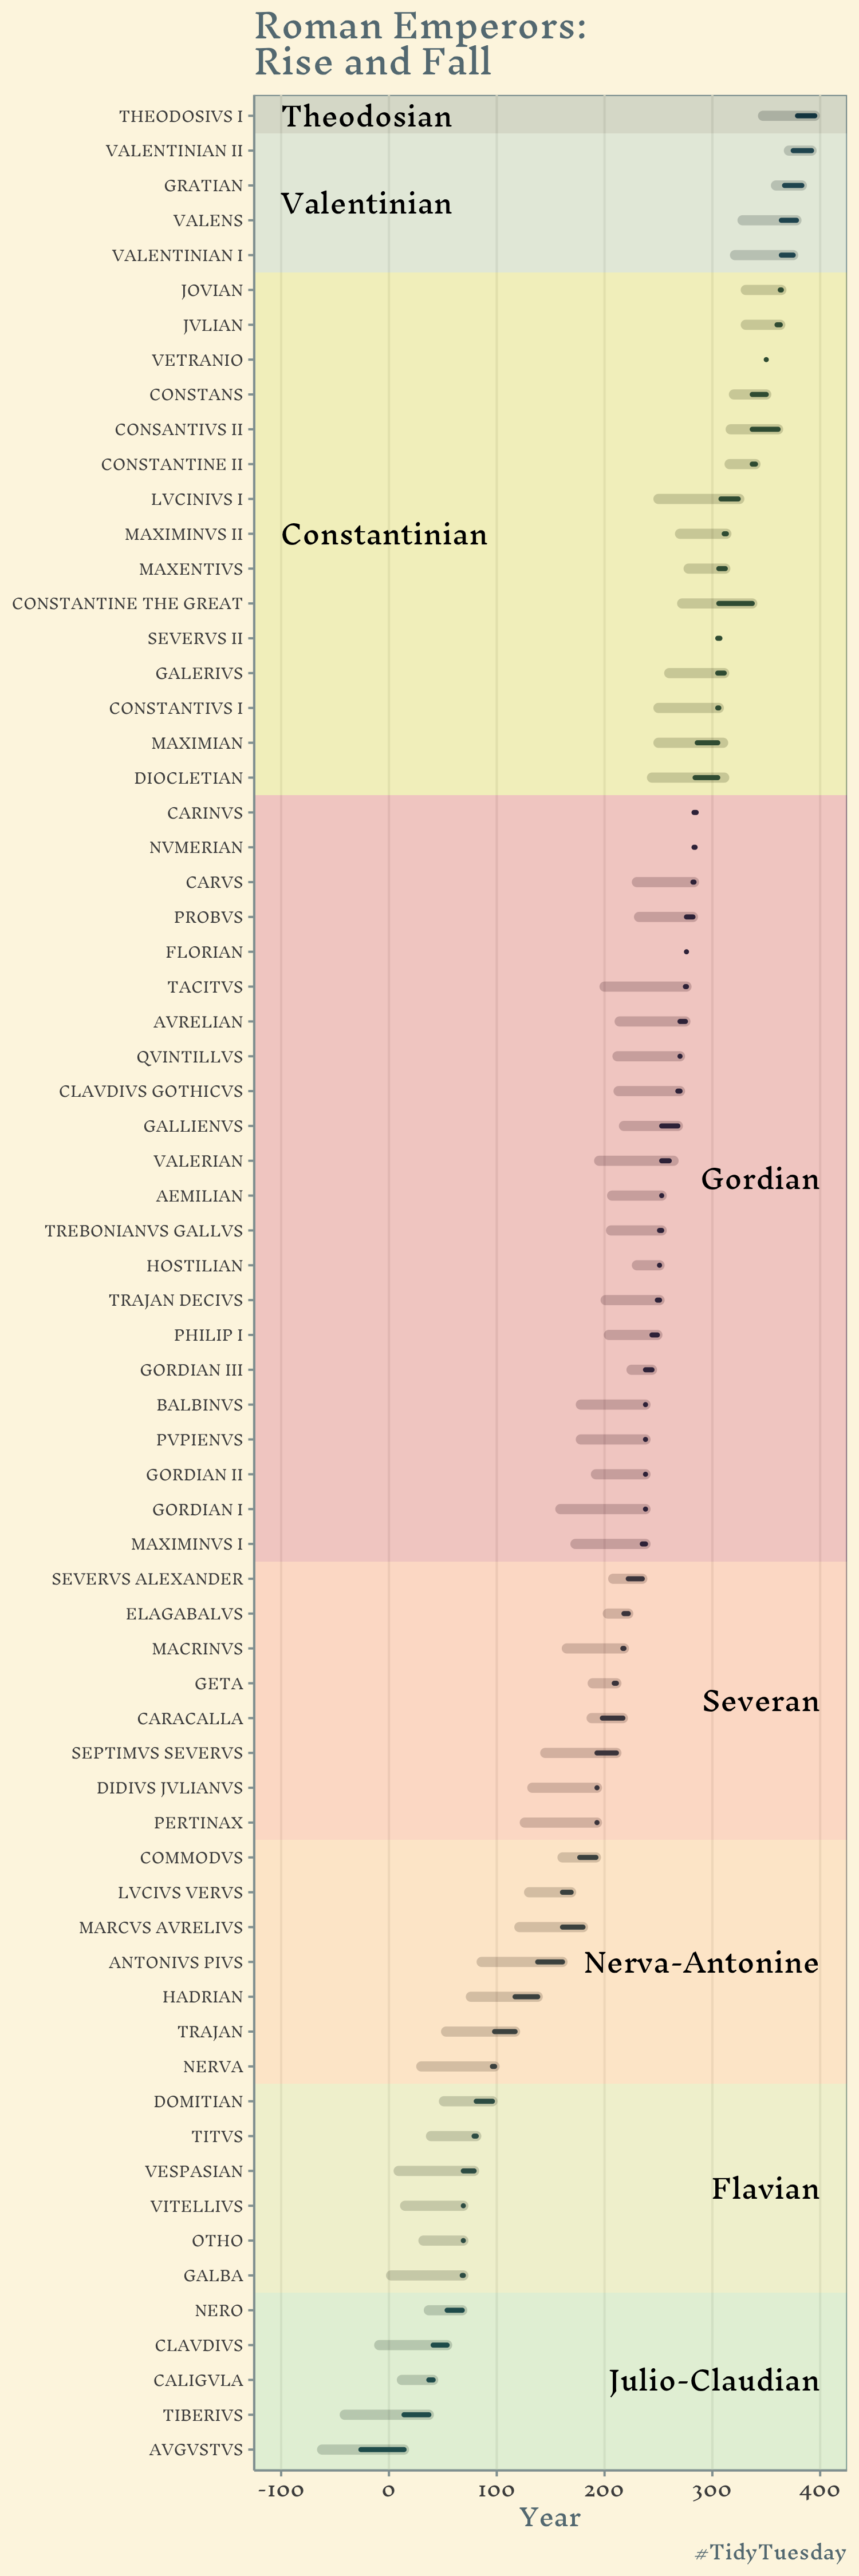 Roman Emperors:
Rise and Fall
THEODOSIVS I
Theodosian
VALENTINIAN II
GRATIAN
Valentinian
VALENS
VALENTINIAN I
JOVIAN
JVLIAN
VETRANIO
CONSTANS
CONSANTIVS II
CONSTANTINE II
LVCINIVS I
MAXIMINVS II
Constantinian
MAXENTIVS
CONSTANTINE THE GREAT
SEVERVS II
GALERIVS
CONSTANTIVS I
MAXIMIAN
DIOCLETIAN
CARINVS
NVMERIAN
CARVS
PROBVS
FLORIAN
TACITVS
AVRELIAN
QVINTILLVS
CLAVDIVS GOTHICVS
GALLIENVS
VALERIAN
Gordian
AEMILIAN
TREBONIANVS GALLVS
HOSTILIAN
TRAJAN DECIVS
PHILIP I
GORDIAN III
BALBINVS
PVPIENVS
GORDIAN II
GORDIAN I
MAXIMINVS I
SEVERVS ALEXANDER
ELAGABALVS
MACRINVS
GETA
Severan
CARACALLA
SEPTIMVS SEVERVS
DIDIVS JVLIANVS
PERTINAX
COMMODVS
LVCIVS VERVS
MARCVS AVRELIVS
ANTONIVS PIVS
Nerva-Antonine
HADRIAN
TRAJAN
NERVA
DOMITIAN
TITVS
VESPASIAN
Flavian
VITELLIVS
OTHO
GALBA
NERO
CLAVDIVS
CALIGVLA
Julio-Claudian
TIBERIVS
AVGVSTVS
-100 0 100 200 300 400
Year
#TidyTuesday